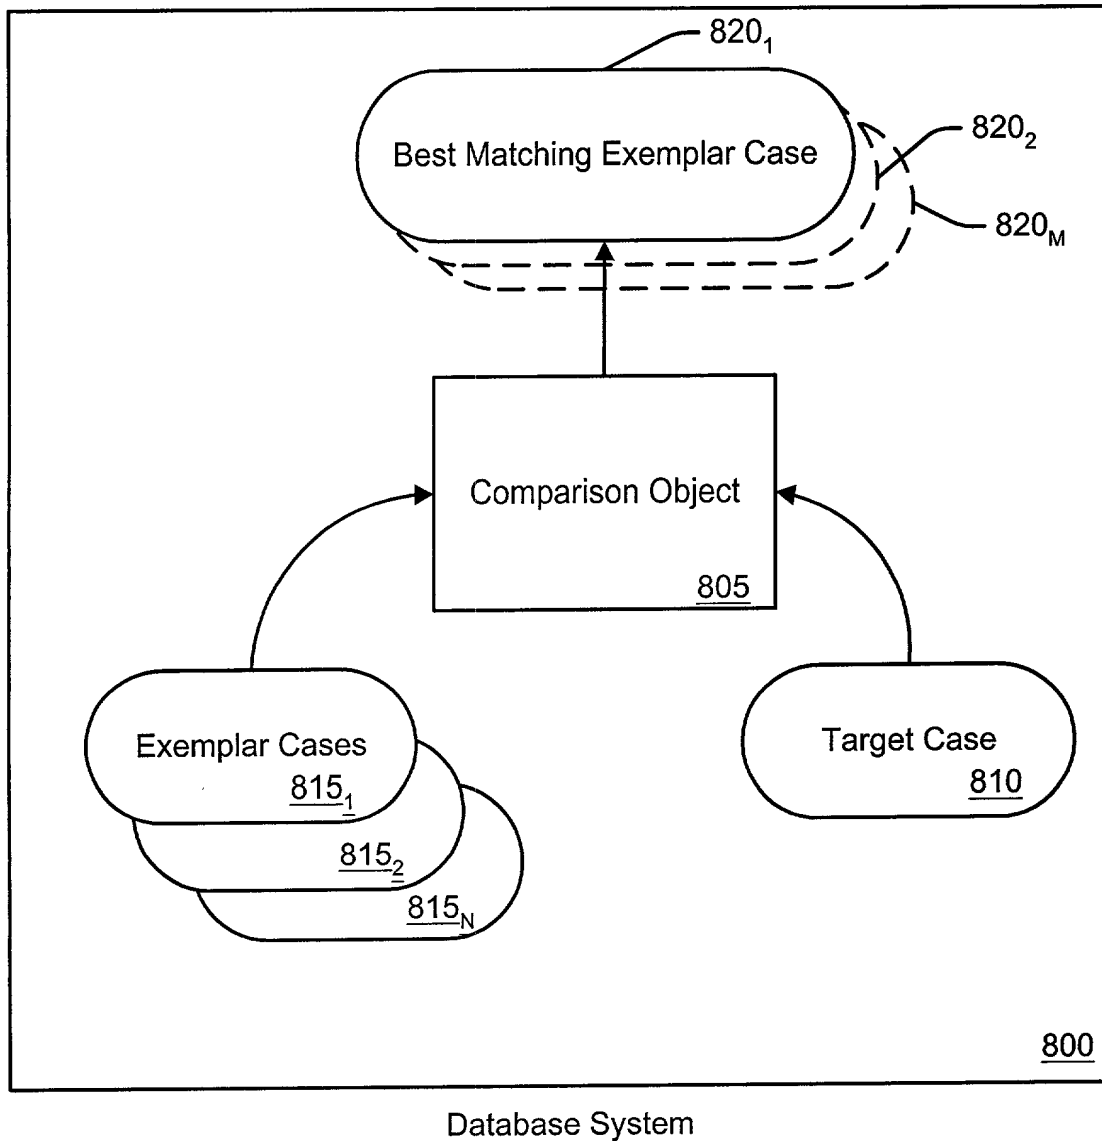 820₁
Best Matching Exemplar Case
820₂
820M
Comparison Object
805
Exemplar Cases
815₁
815₂
815N
Target Case
810
800
Database System